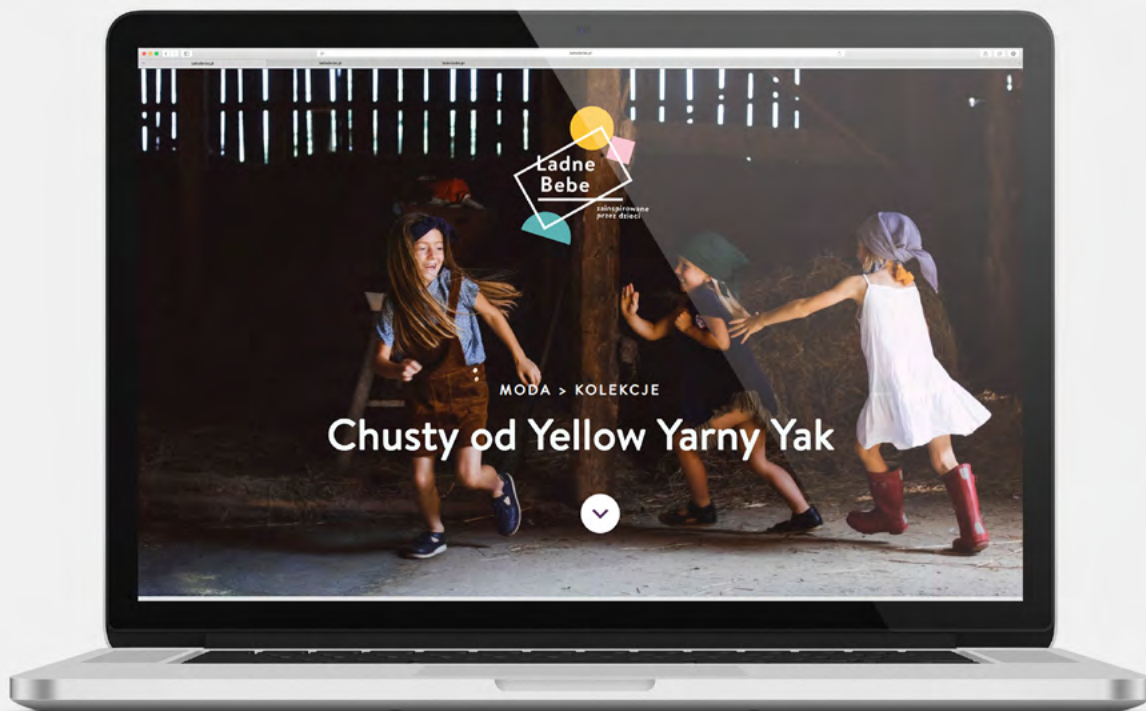 Ładne
Bebe
zainspirowane
przez dzieci
MODA > KOLEKCJE
Chusty od Yellow Yarny Yak